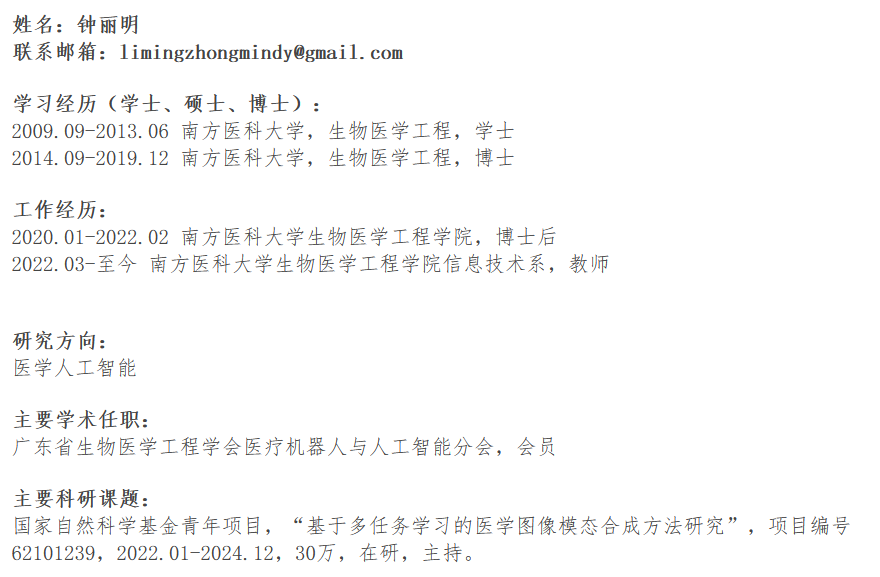 姓名：钟丽明
联系邮箱：limingzhongmindy@gmail.com
学习经历（学士、硕士、博士）：
2009.09-2013.06 南方医科大学，生物医学工程，学士
2014.09-2019.12 南方医科大学，生物医学工程，博士
工作经历：
2020.01-2022.02 南方医科大学生物医学工程学院，博士后
2022.03-至今 南方医科大学生物医学工程学院信息技术系，教师
研究方向：
医学人工智能
主要学术任职：
广东省生物医学工程学会医疗机器人与人工智能分会，会员
主要科研课题：
国家自然科学基金青年项目，“基于多任务学习的医学图像模态合成方法研究”，项目编号
62101239，2022.01-2024.12，30万，在研，主持。